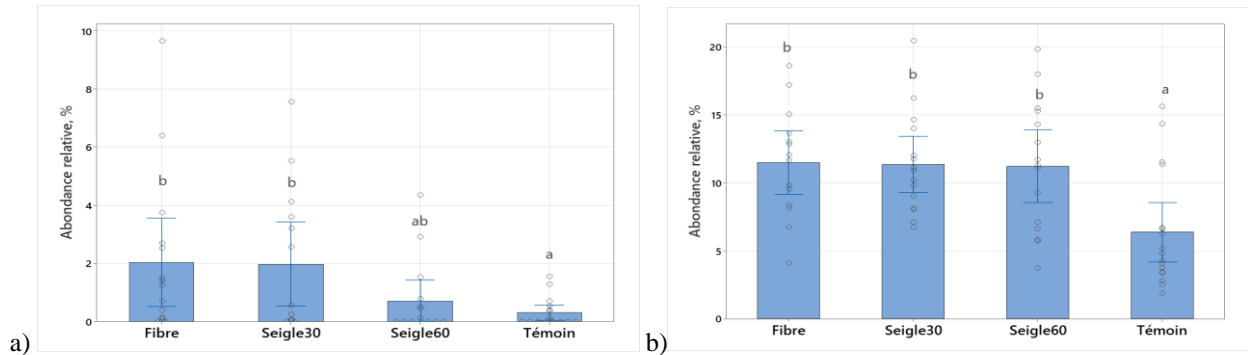 a)
Abondance relative, %
10
8
6
4
2
0
b
b
ab
a
Fibre
Seigle30
Seigle60
Témoin
b)
Abondance relative, %
20
15
10
5
0
b
b
b
a
Fibre
Seigle30
Seigle60
Témoin